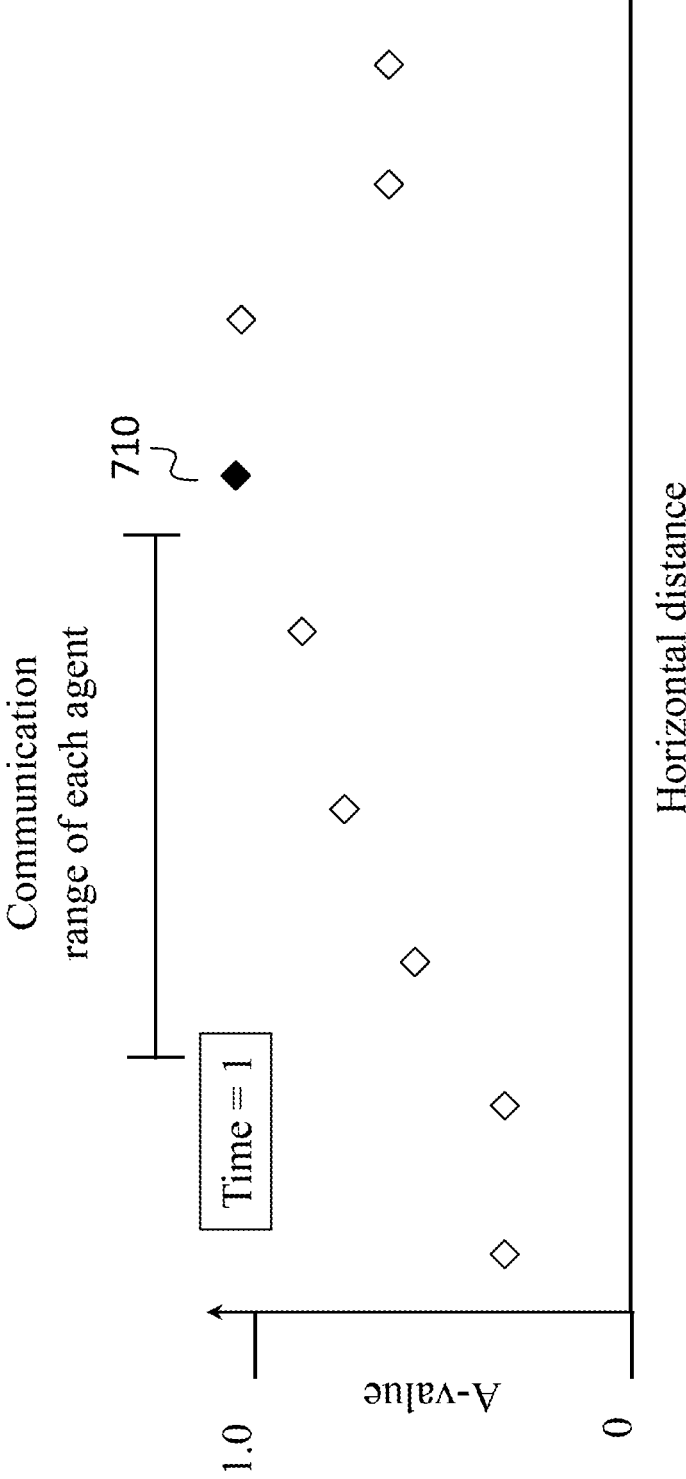 Communication
range of each agent
710
Time = 1
1.0
A-value
0
Horizontal distance